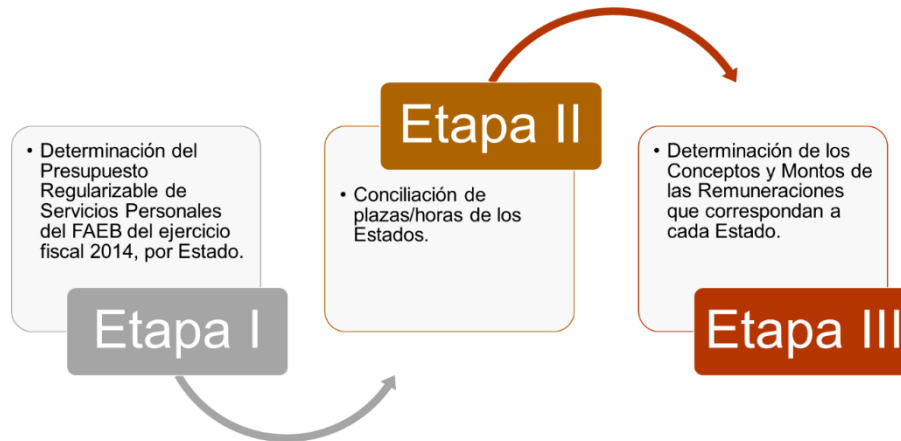 • Determinación del
Presupuesto
Regularizable de
Servicios Personales
del FAEB del ejercicio
fiscal 2014, por Estado.
Etapa I
Etapa II
• Conciliación de
plazas/horas de los
Estados.
• Determinación de los
Conceptos y Montos de
las Remuneraciones
que correspondan a
cada Estado.
Etapa III